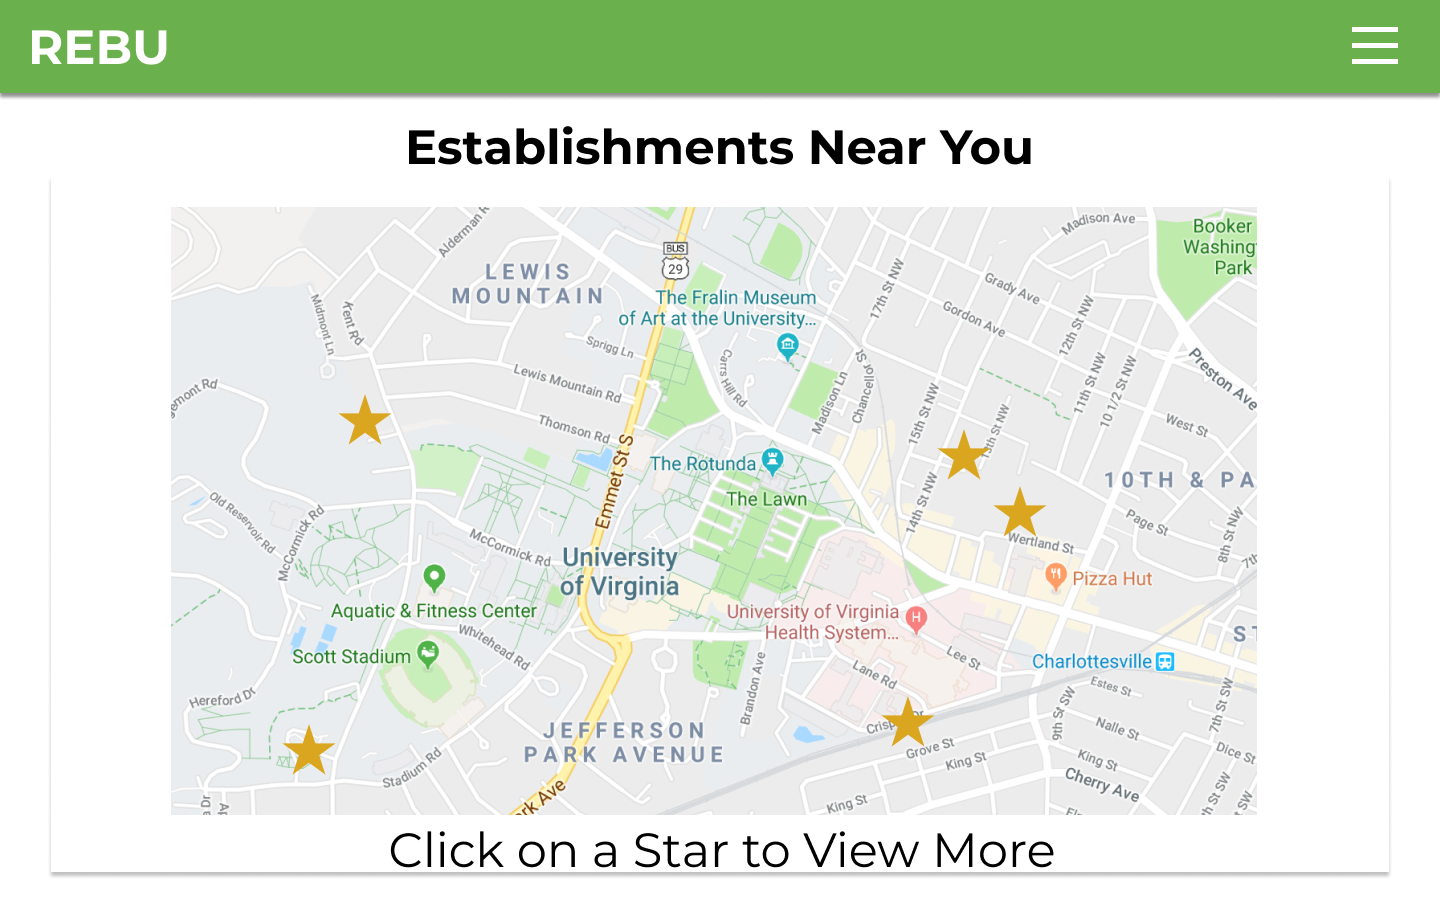 REBU
Establishments Near You
Madison Ave
Booker
Washing
Park
Alderman R
BUS
29
LEWIS
MOUNTAIN
17th St NW
Grady Ave
The Fralin Museum
of Art at the University...
Gordon Ave
12th St NW
Midmont Ln
Kent Rd
Sprigg Ln
Carrs Hill Rd
Chancellor St
Preston Ave
Lewis Mountain Rd
Madison Ln
15th St NW
11th St NW
10 1/2 St NW
emont Rd
Thomson Rd
13th St NW
West St
Emmet St S
The Rotunda
The Lawn
14th St NW
10TH & PA
Old Reservoir Rd
McCormick Rd
Page St
8th St NW
McCormick Rd
University
of Virginia
Wertland St
7th
Pizza Hut
Aquatic & Fitness Center
University of Virginia
Health System...
H
Whitehead Rd
ST
Scott Stadium
Lee St
Charlottesville
Lane Rd
Brandon Ave
Estes St
Hereford Dr
9th St SW
7th St SW
JEFFERSON
PARK AVENUE
Nalle St
Grove St
King St
King St
Dice St
Stadium Rd
Cherry Ave
rk Ave
King St
Click on a Star to View More